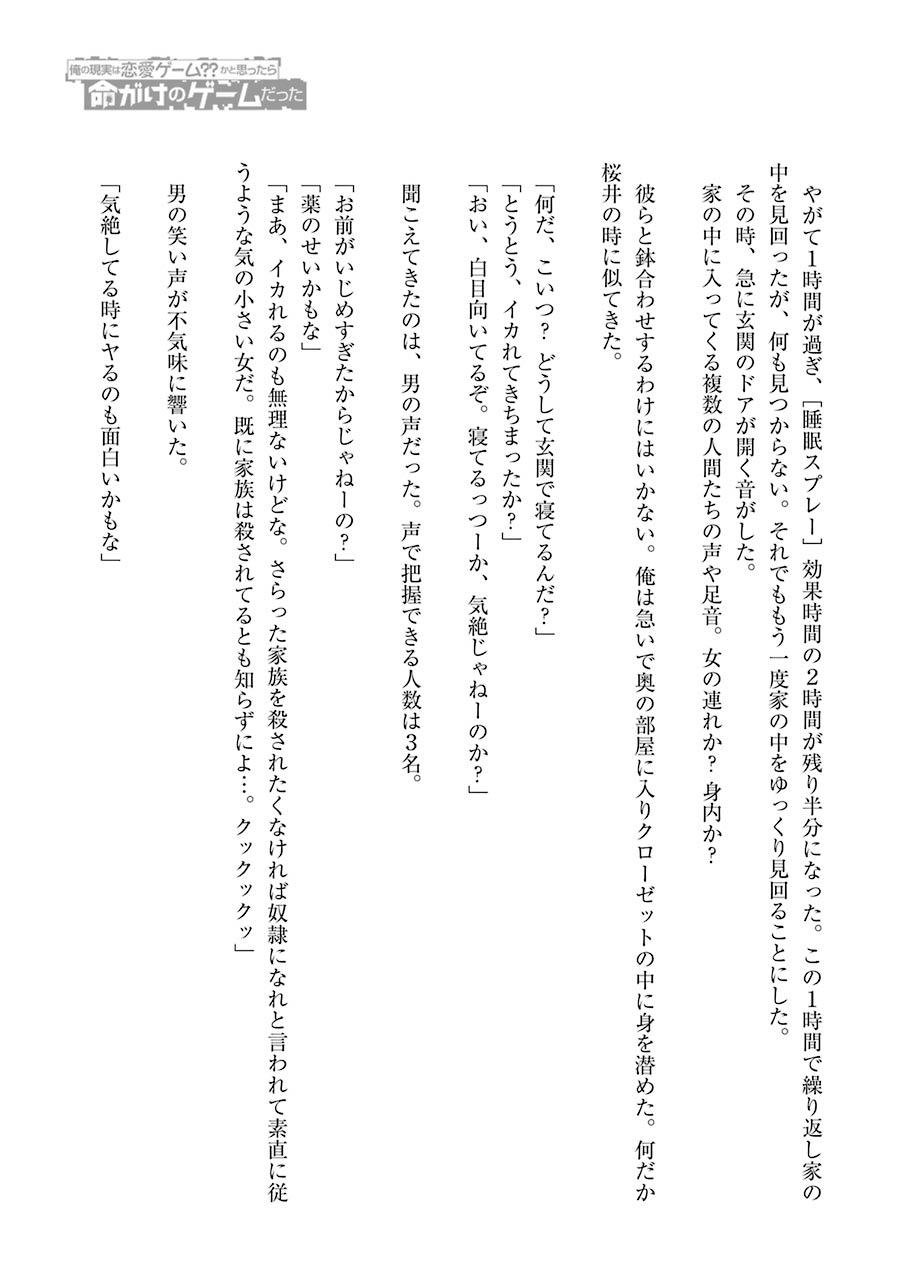 俺の現実は恋愛ゲーム??かと思ったら
命がけのゲームだった
やがて１時間が過ぎ、［睡眠スプレー］効果時間の２時間が残り半分になった。この１時間で繰り返し家の
中を見回ったが、何も見つからない。それでももう一度家の中をゆっくり見回ることにした。
その時、急に玄関のドアが開く音がした。
家の中に入ってくる複数の人間たちの声や足音。女の連れか？ 身内か？
彼らと鉢合わせするわけにはいかない。俺は急いで奥の部屋に入りクローゼットの中に身を潜めた。何だか
桜井の時に似てきた。
「何だ、こいつ？ どうして玄関で寝てるんだ？」
「とうとう、イカれてきちまったか？」
「おい、白目向いてるぞ。寝てるっつーか、気絶じゃねーのか？」
聞こえてきたのは、男の声だった。声で把握できる人数は３名。
「お前がいじめすぎたからじゃねーの？」
「薬のせいかもな」
「まあ、イカれるのも無理ないけどな。さらった家族を殺されたくなければ奴隷になれと言われて素直に従
うような気の小さい女だ。既に家族は殺されてるとも知らずによ…。クックックッ」
男の笑い声が不気味に響いた。
「気絶してる時にヤるのも面白いかもな」